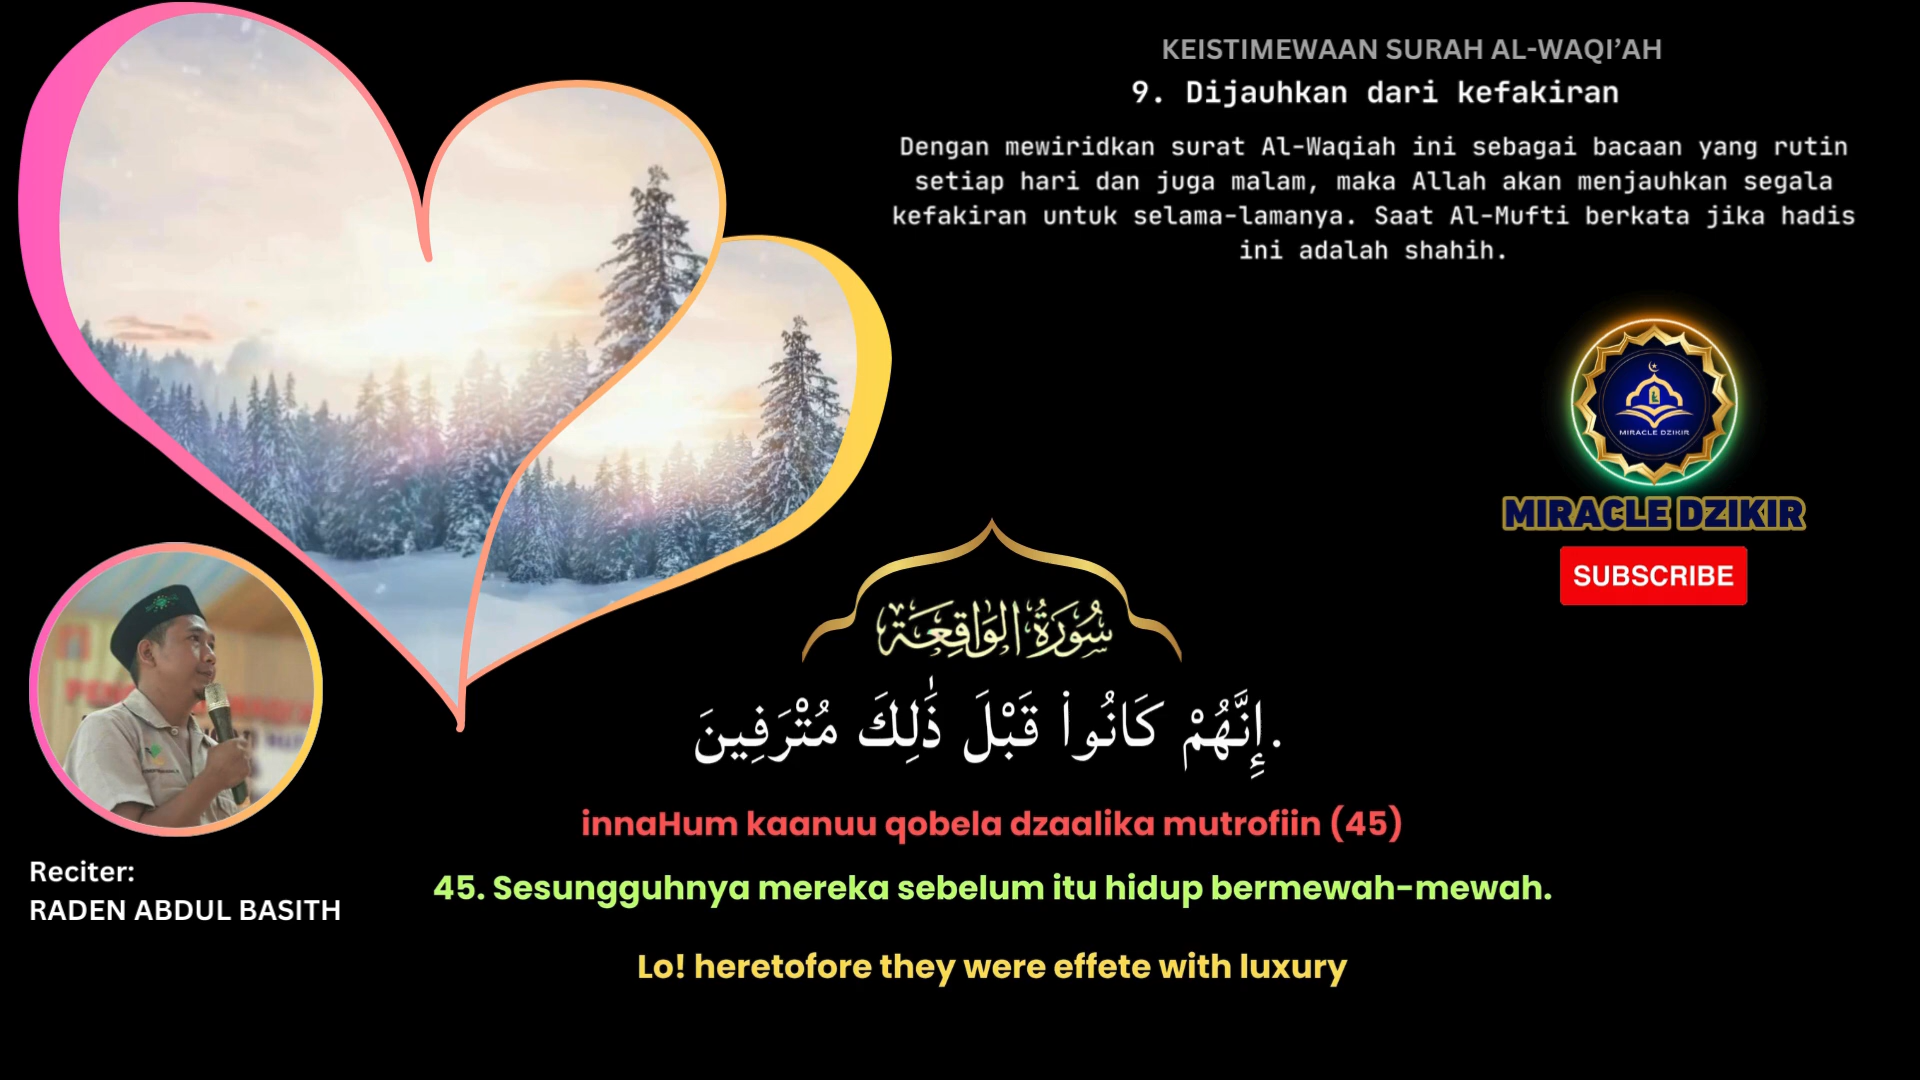 KEISTIMEWAAN SURAH AL-WAQI’AH
9. Dijauhkan dari kefakiran
Dengan mewiridkan surat Al-Waqiah ini sebagai bacaan yang rutin
setiap hari dan juga malam, maka Allah akan menjauhkan segala
kefakiran untuk selama-lamanya. Saat Al-Mufti berkata jika hadis
ini adalah shahih.
MIRACLE DZIKIR
MIRACLE DZIKIR
SUBSCRIBE
سُورَةُ الوَاقِعَة
إِنَّهُمْ كَانُوا۟ قَبْلَ ذَٰلِكَ مُتْرَفِينَ.
innaHum kaanuu qobela dzaalika mutrofiin (45)
45. Sesungguhnya mereka sebelum itu hidup bermewah-mewah.
Lo! heretofore they were effete with luxury
Reciter:
RADEN ABDUL BASITH